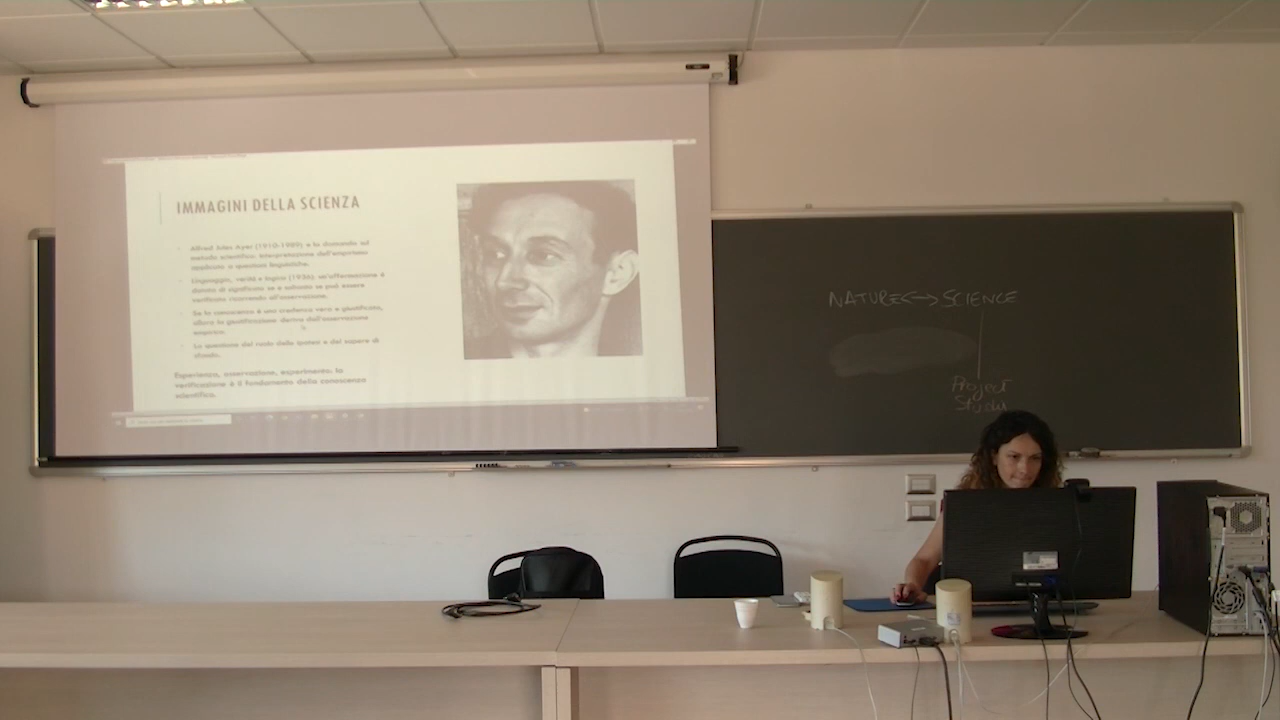 IMMAGINI DELLA SCIENZA
Alfred Jules Ayer (1910-1989) e la domanda sul
metodo scientifico. Interpretazione dell'empirismo
applicato a questioni linguistiche.
Linguaggio, verità e logica (1936). un'affermazione è
dotata di significato se e soltanto se può essere
verificata ricorrendo all'osservazione.
Se la conoscenza è una credenza vera e giustificata,
allora la giustificazione deriva dall'osservazione
empirica.
La questione del ruolo delle ipotesi e del sapere di
sfondo.
Esperienza, osservazione, esperimento: la
verificazione è il fondamento della conoscenza
scientifica.
NATURE <-> SCIENCE
Project
Study